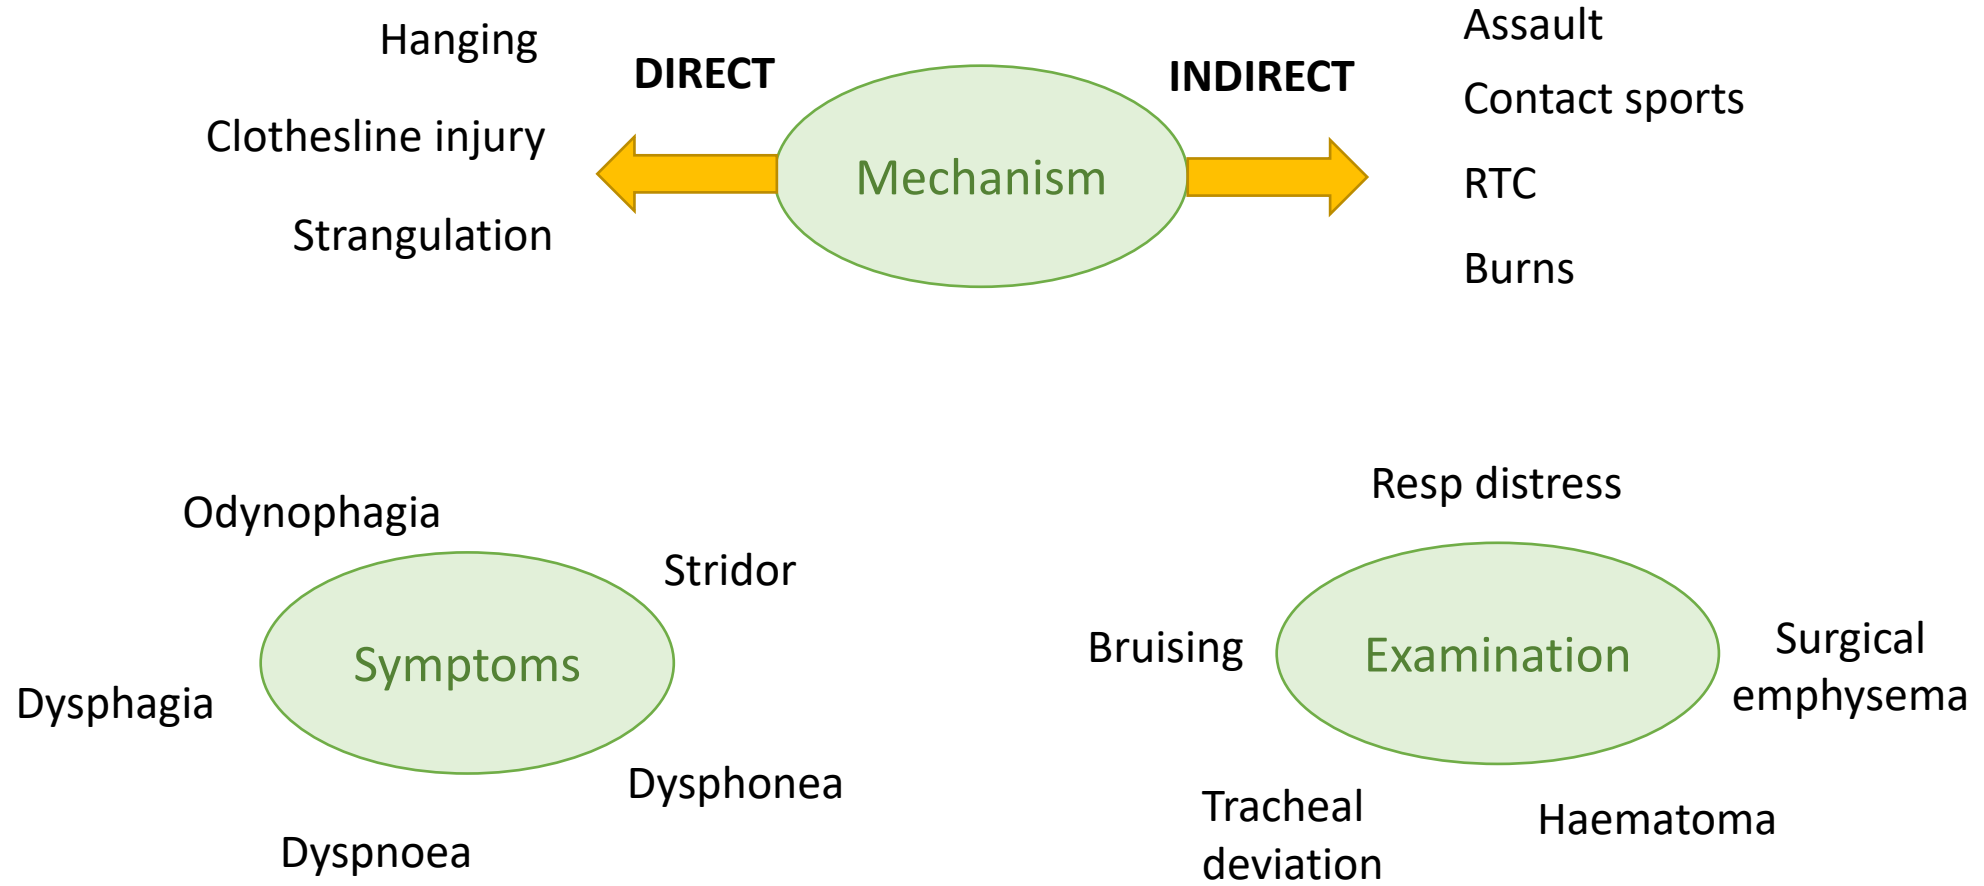 Hanging
Clothesline injury
Strangulation
DIRECT
Mechanism
INDIRECT
Assault
Contact sports
RTC
Burns
Odynophagia
Stridor
Symptoms
Dysphagia
Dysphonea
Dyspnoea
Resp distress
Bruising
Examination
Surgical
emphysema
Tracheal
deviation
Haematoma